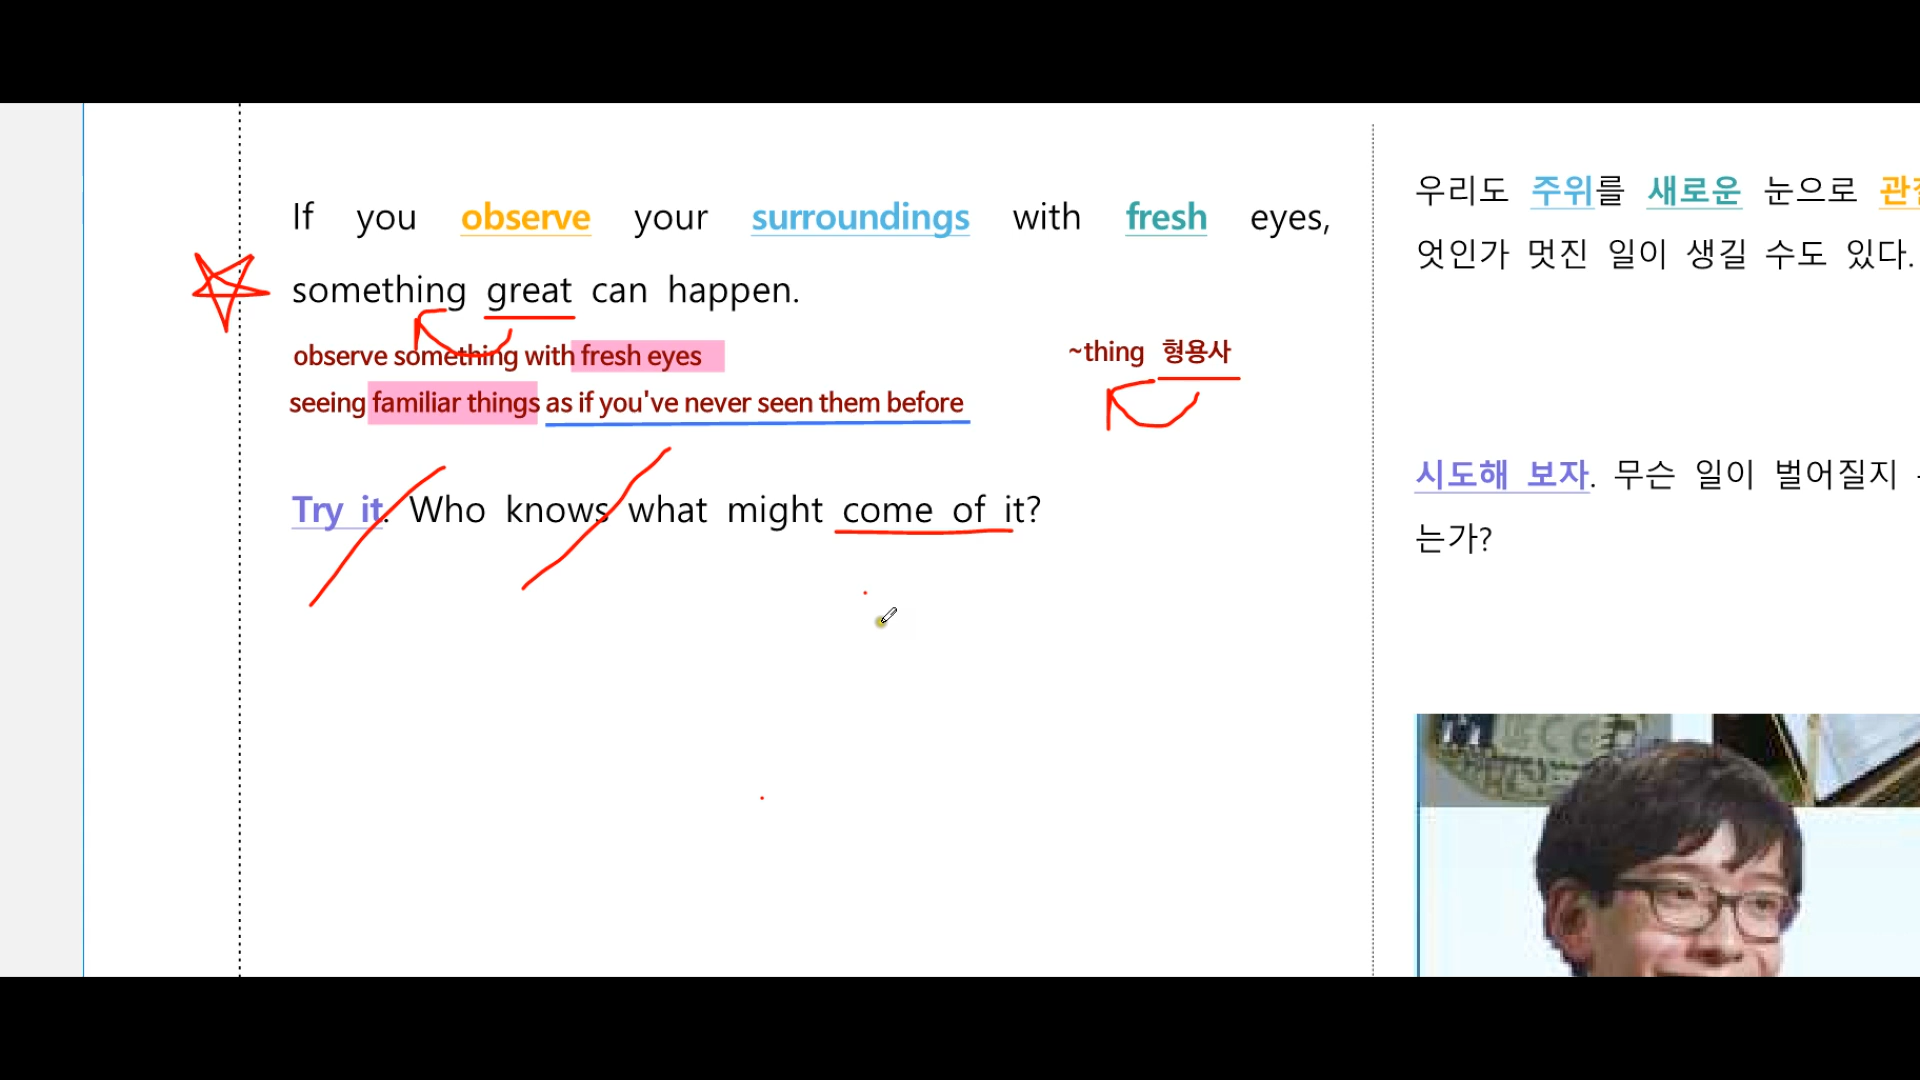 If you observe your surroundings with fresh eyes,
something great can happen.
observe something with fresh eyes
seeing familiar things as if you've never seen them before
~thing 형용사
Try it. Who knows what might come of it?
우리도 주위를 새로운 눈으로
엇인가 멋진 일이 생길 수도 있다.
시도해 보자. 무슨 일이 벌어질지
는가?